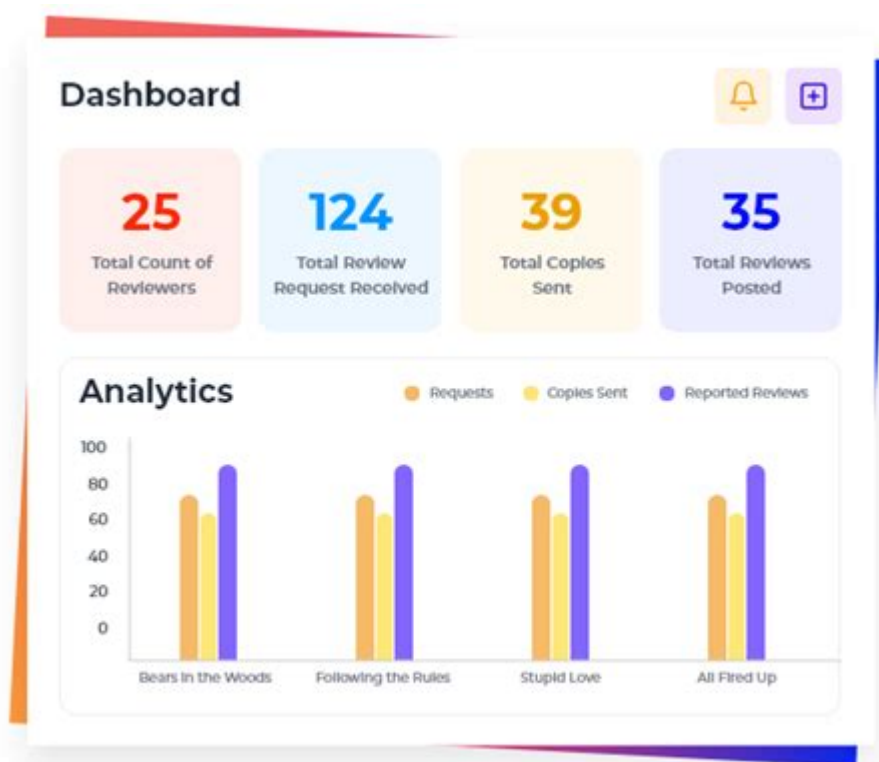 Dashboard
25
Total Count of
Reviewers
124
Total Review
Request Received
39
Total Copies
Sent
35
Total Reviews
Posted
Analytics
Requests
Copies Sent
Reported Reviews
100
80
60
40
20
0
Bears in the Woods
Following the Rules
Stupid Love
All Fired Up